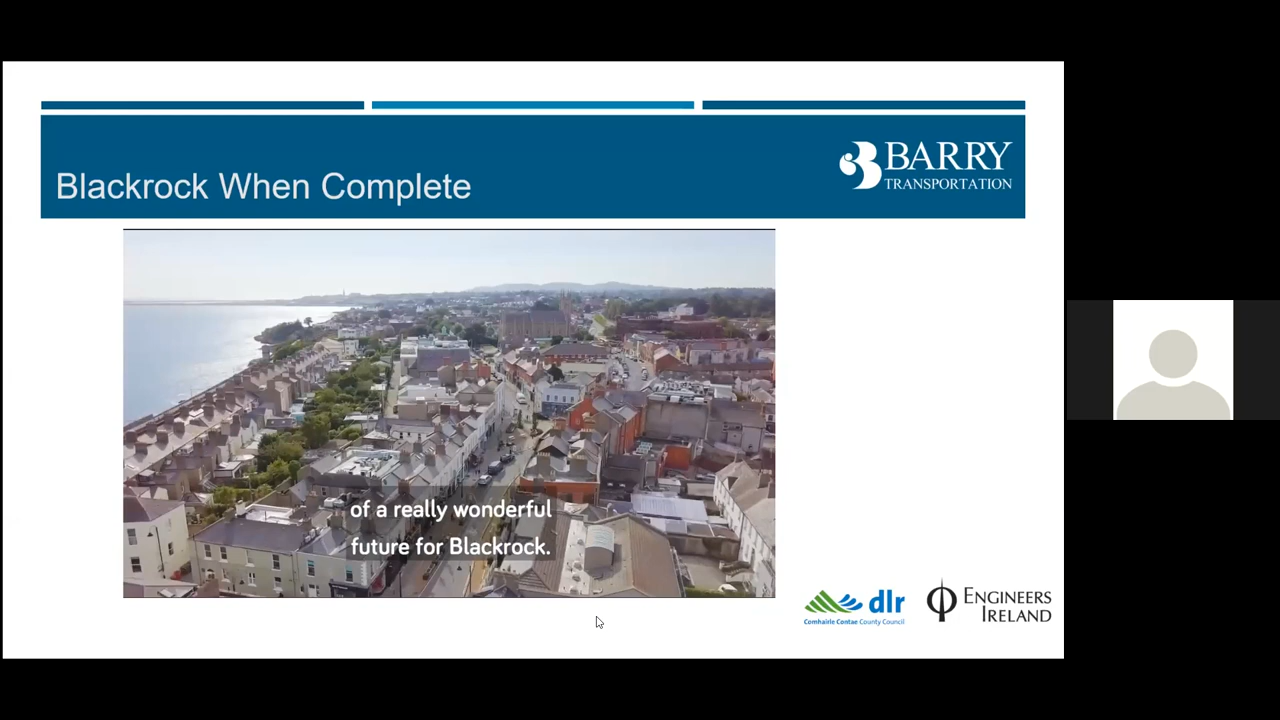 Blackrock When Complete
BARRY
TRANSPORTATION
of a really wonderful
future for Blackrock.
dlr
Comhairle Contae County Council
ENGINEERS
IRELAND